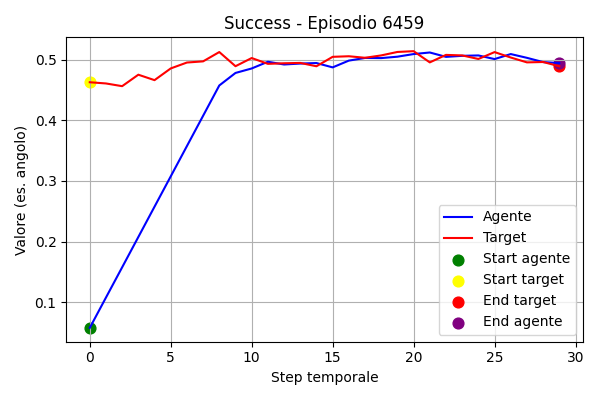 Success - Episodio 6459
Valore (es. angolo)
0.5
0.4
0.3
0.2
0.1
Agente
Target
Start agente
Start target
End target
End agente
0 5 10 15 20 25 30
Step temporale